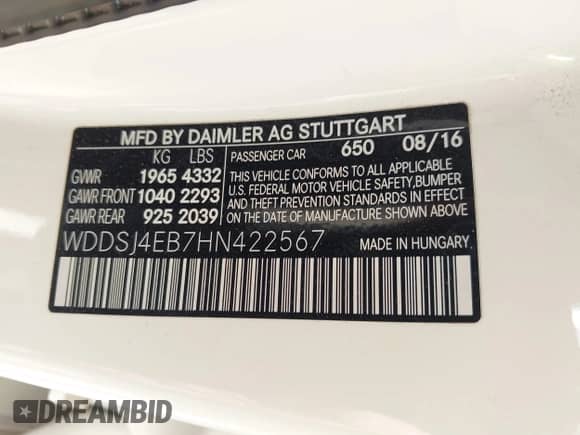 MFD BY DAIMLER AG STUTTGART
KG LBS PASSENGER CAR 650 08/16
GVWR 1965 4332 THIS VEHICLE CONFORMS TO ALL APPLICABLE
GAWR FRONT 1040 2293 U.S. FEDERAL MOTOR VEHICLE SAFETY, BUMPER
GAWR REAR 925 2039 AND THEFT PREVENTION STANDARDS IN EFFECT
ON THE DATE OF MANUFACTURE SHOWN ABOVE.
WDDSJ4EB7HN422567 MADE IN HUNGARY
DREAMBID